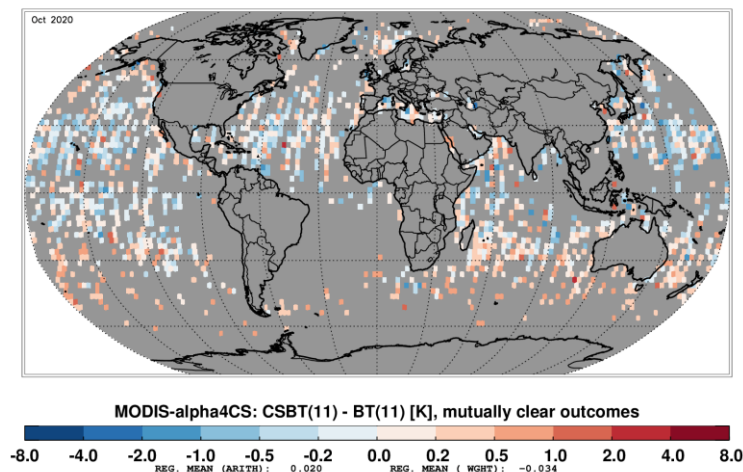 Oct 2020
MODIS-alpha4CS: CSBT(11) - BT(11) [K], mutually clear outcomes
-8.0 -4.0 -2.0 -1.0 -0.5 -0.2 0.0 0.2 0.5 1.0 2.0 4.0 8.0
REG. MEAN (ARITH): 0.020 REG. MEAN ( WGHT): -0.034